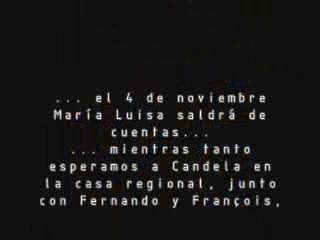 ... el 4 de noviembre
María Luisa saldrá de
cuentas...
... mientras tanto
esperamos a Candela en
la casa regional, junto
con Fernando y François,